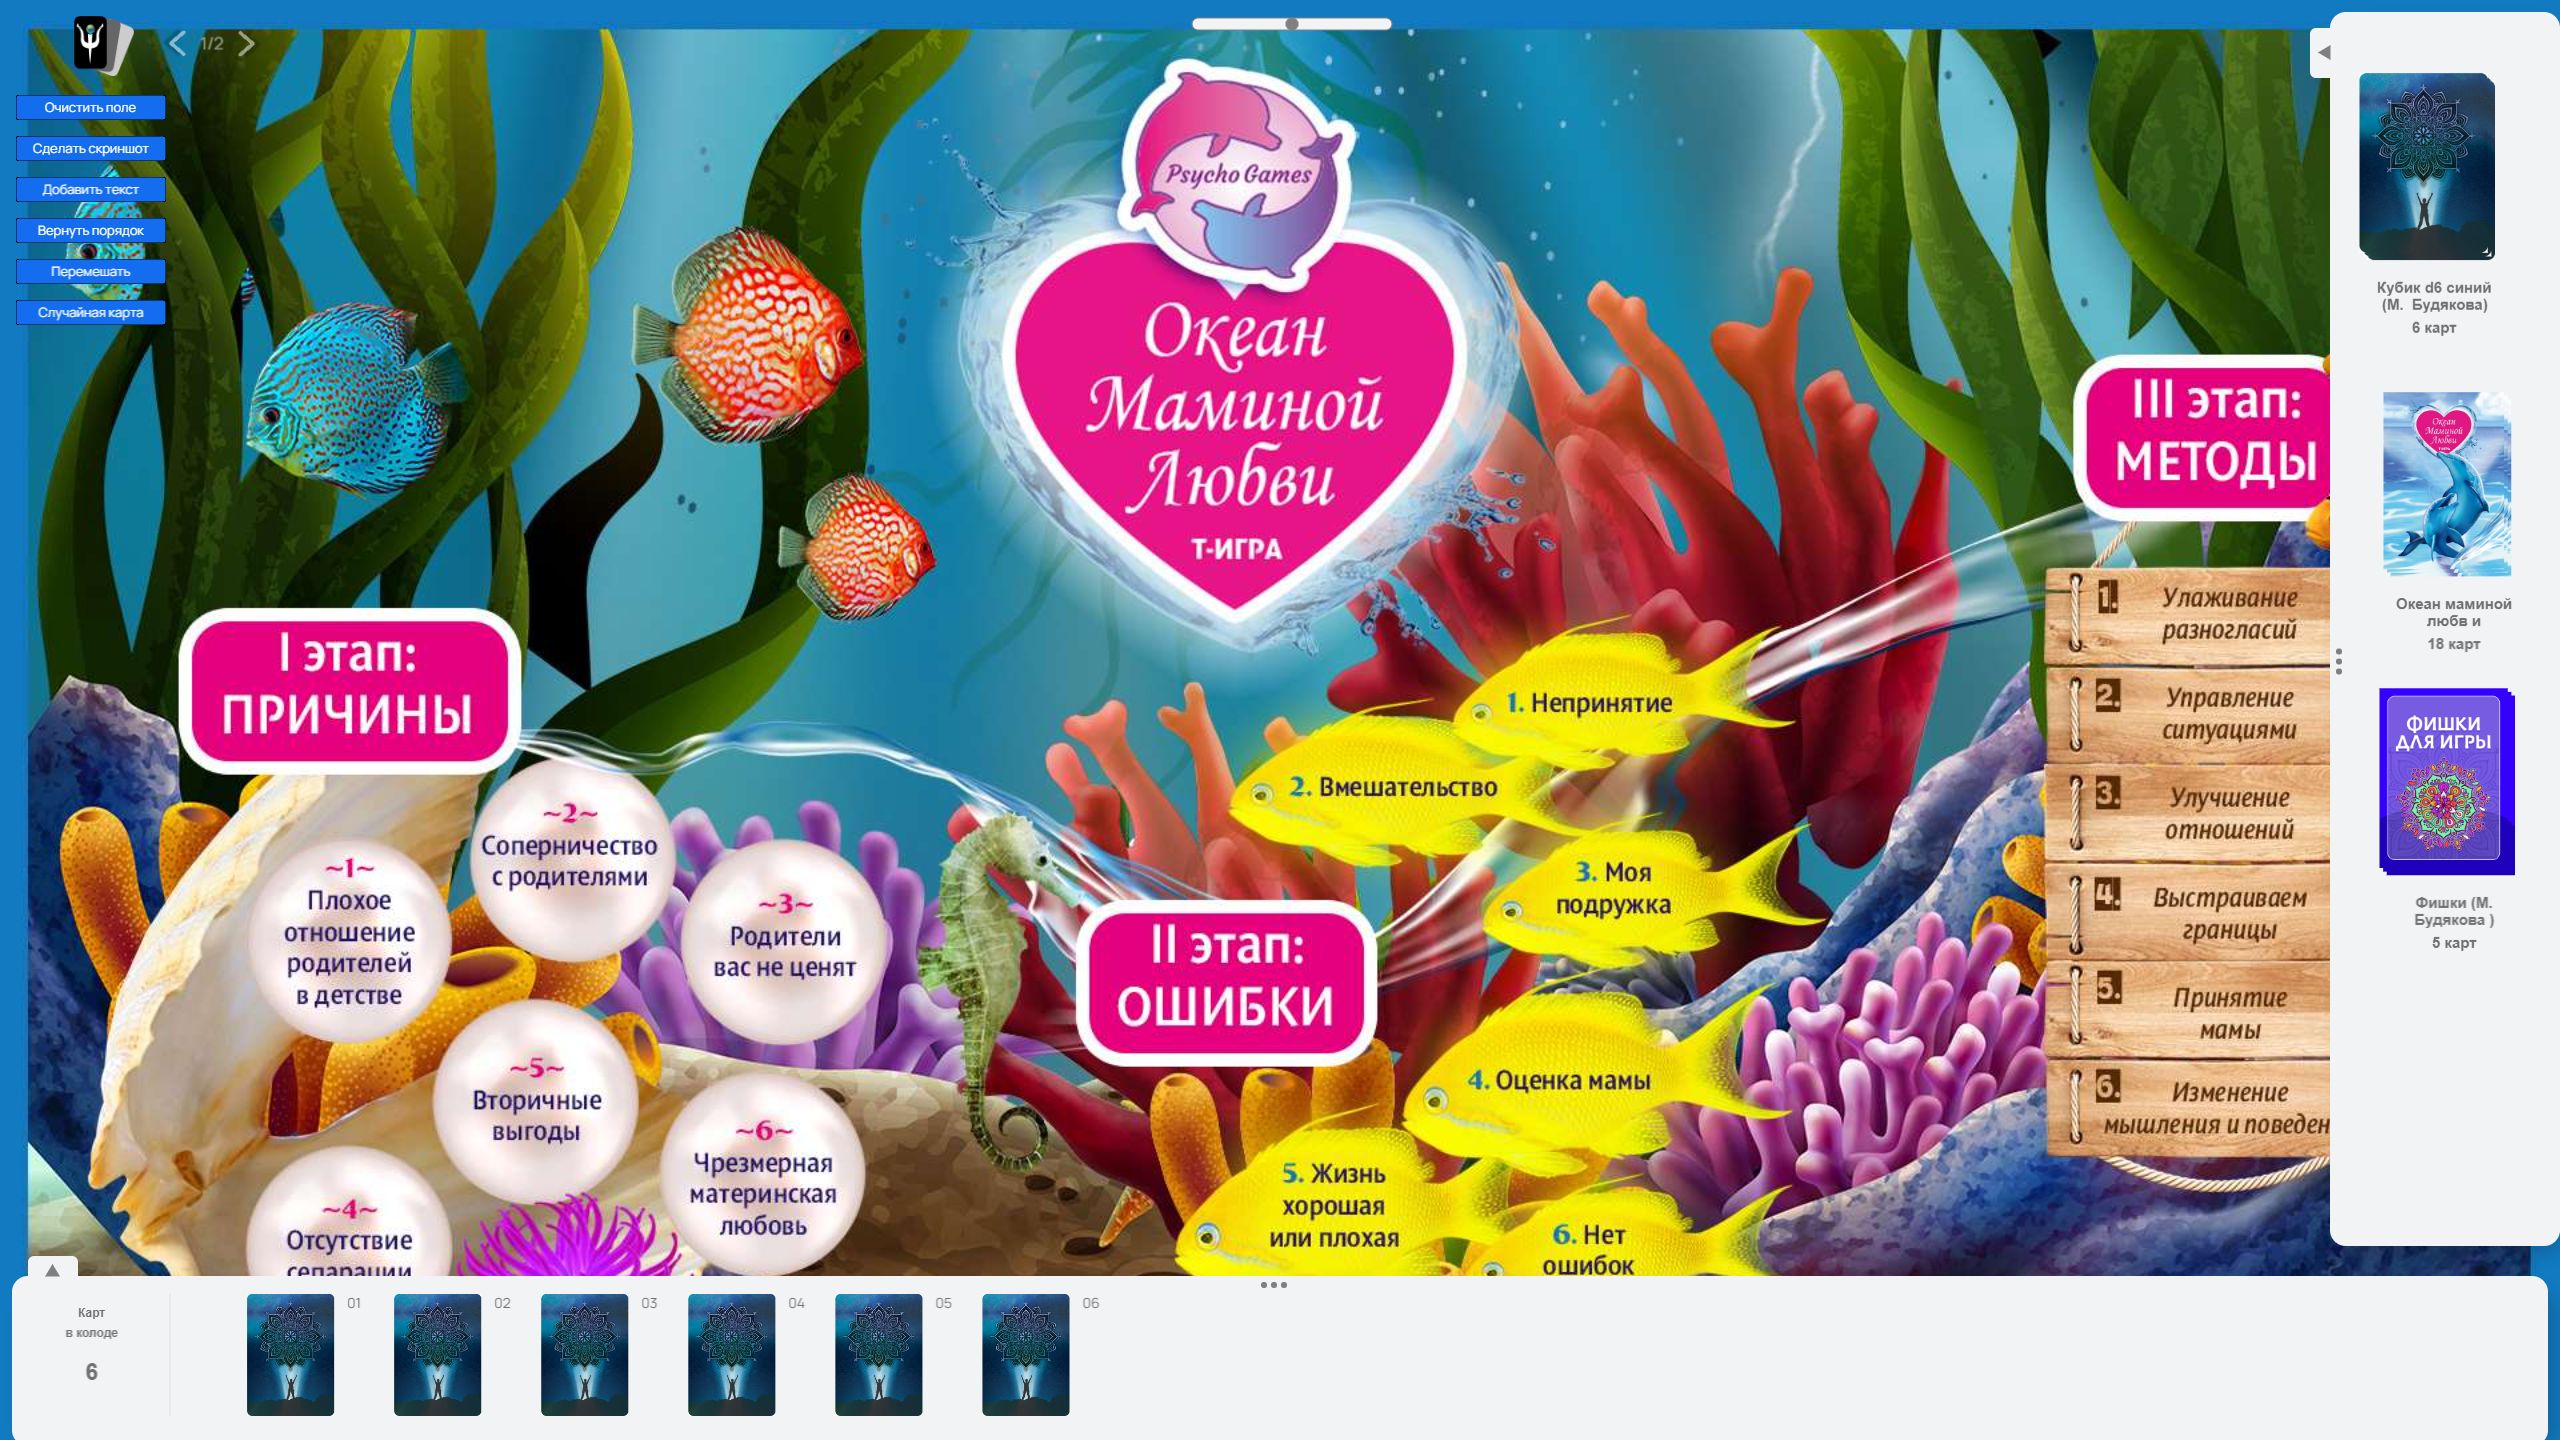 1/2
Очистить поле
Сделать скриншот
Добавить текст
Вернуть порядок
Перемешать
Случайная карта
Psycho Games
Океан
Маминой
Любви
Т-ИГРА
I этап:
ПРИЧИНЫ
~1~
Плохое
отношение
родителей
в детстве
~2~
Соперничество
с родителями
~3~
Родители
вас не ценят
~5~
Вторичные
выгоды
~6~
Чрезмерная
материнская
любовь
~4~
Отсутствие
сепарации
II этап:
ОШИБКИ
1. Непринятие
2. Вмешательство
3. Моя
подружка
4. Оценка мамы
5. Жизнь
хорошая
или плохая
6. Нет
ошибок
III этап:
МЕТОДЫ
1. Улаживание
разногласий
2. Управление
ситуациями
3. Улучшение
отношений
4. Выстраиваем
границы
5. Принятие
мамы
6. Изменение
мышления и поведен
Кубик d6 синий
(М. Будякова)
6 карт
Океан
Маминой
Любви
Океан маминой
любв и
18 карт
ФИШКИ
ДЛЯ ИГРЫ
Фишки (М.
Будякова )
5 карт
Карт
в колоде
6
01
02
03
04
05
06